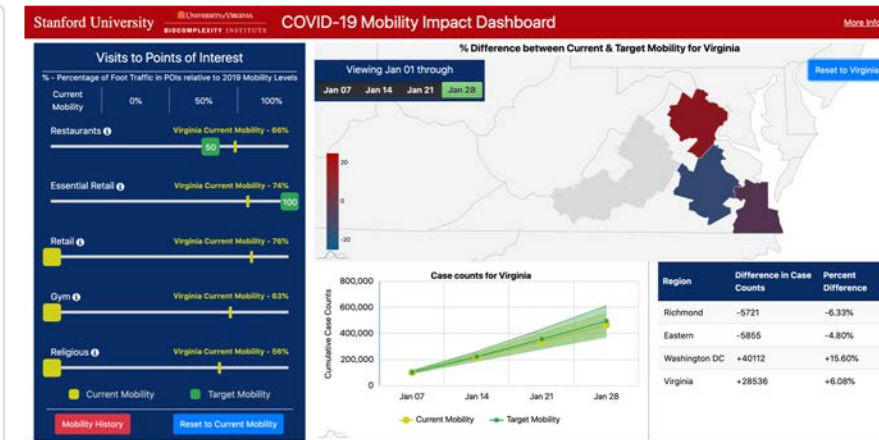 Stanford University
UNIVERSITY of VIRGINIA
BIOCOMPLEXITY INSTITUTE
COVID-19 Mobility Impact Dashboard
More Info
Visits to Points of Interest
% - Percentage of Foot Traffic in POIs relative to 2019 Mobility Levels
Current Mobility 0% 50% 100%
Restaurants Virginia Current Mobility - 66%
50
Essential Retail Virginia Current Mobility - 74%
100
Retail Virginia Current Mobility - 76%
Gym Virginia Current Mobility - 63%
Religious Virginia Current Mobility - 56%
Current Mobility Target Mobility
Mobility History Reset to Current Mobility
% Difference between Current & Target Mobility for Virginia
Viewing Jan 01 through
Jan 07 Jan 14 Jan 21 Jan 28
Reset to Virginia
20
0
-20
Case counts for Virginia
Cumulative Case Counts
800,000
600,000
400,000
200,000
0
Jan 07 Jan 14 Jan 21 Jan 28
Current Mobility Target Mobility
Region Difference in Case Counts Percent Difference
Richmond -5721 -6.33%
Eastern -5855 -4.80%
Washington DC +40112 +15.60%
Virginia +28536 +6.08%